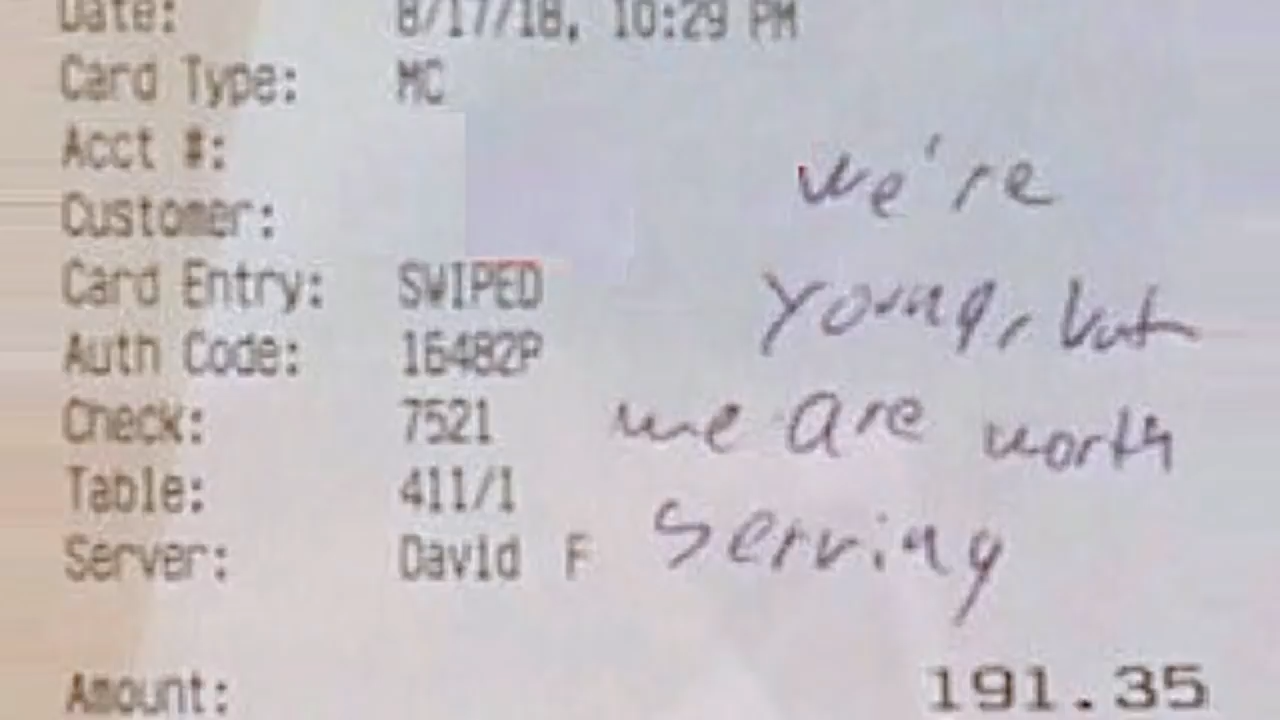 Date: 8/17/18, 10:29 PM
Card Type: MC
Acct #:
Customer:
Card Entry: SWIPED
Auth Code: 16482P
Check: 7521
Table: 411/1
Server: David F
Amount: 191.35
we're
young, but
we are worth
serving